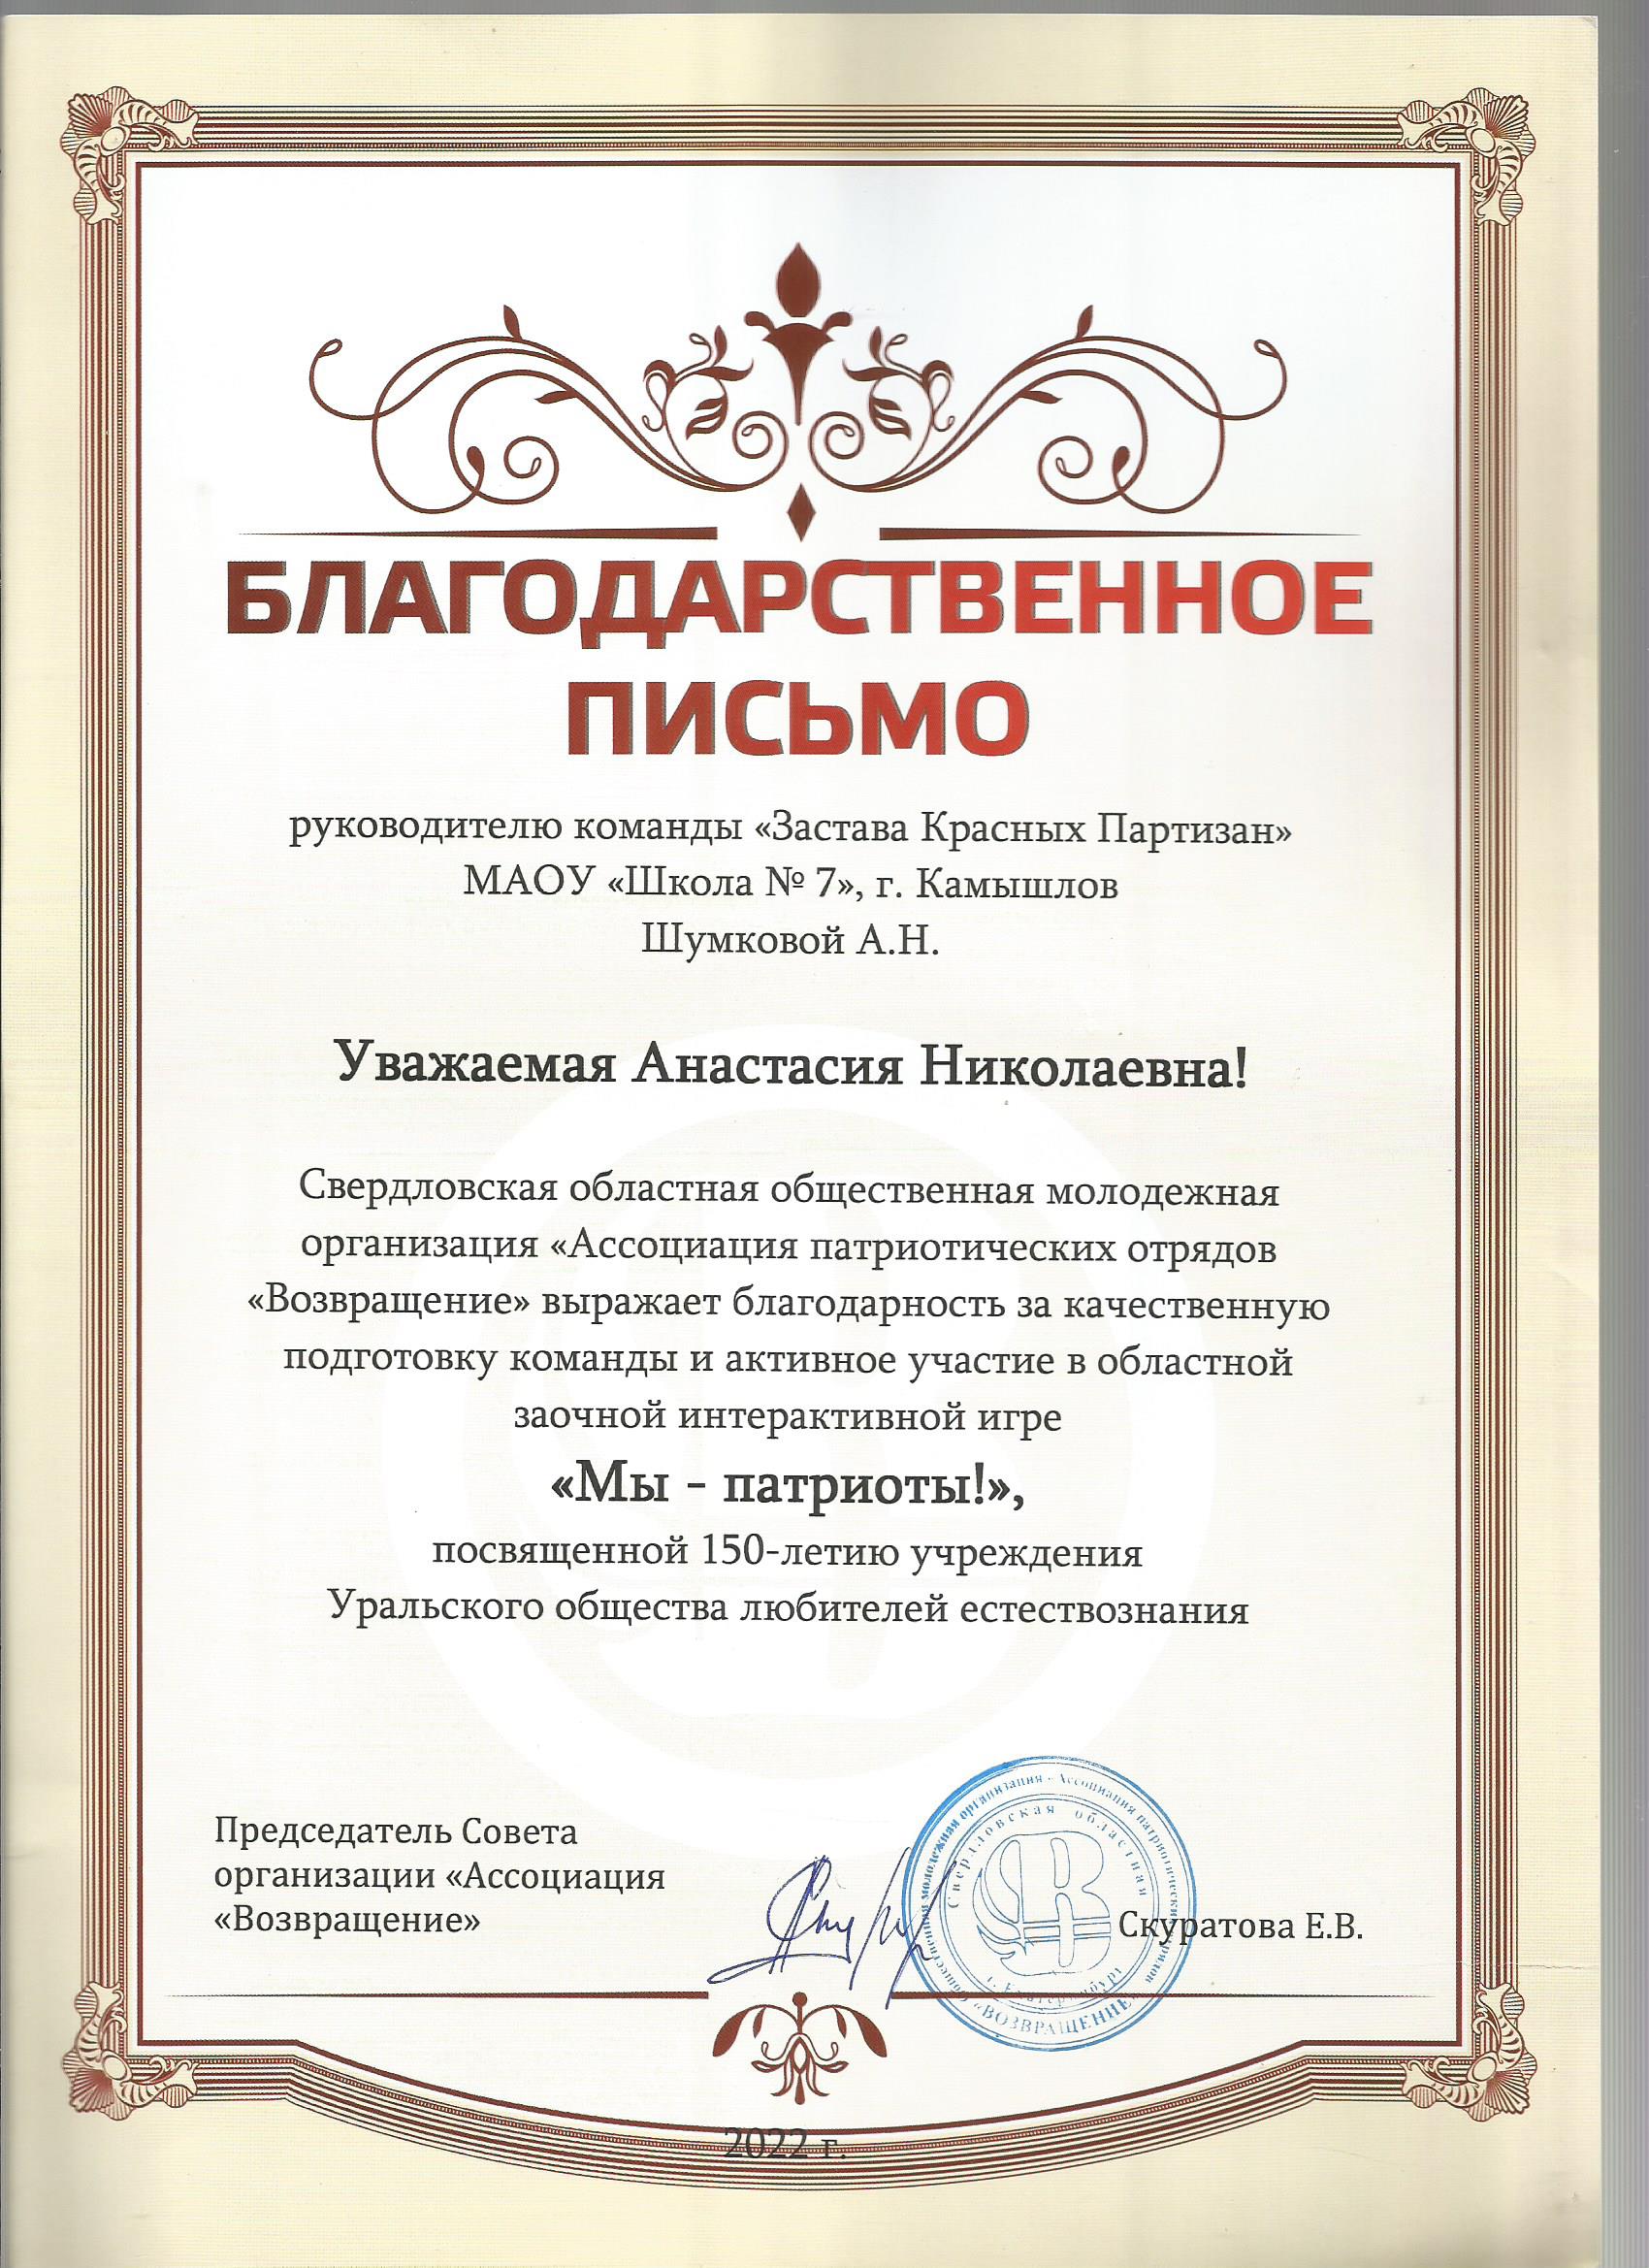 БЛАГОДАРСТВЕННОЕ
ПИСЬМО
руководителю команды «Застава Красных Партизан»
МАОУ «Школа № 7», г. Камышлов
Шумковой А.Н.
Уважаемая Анастасия Николаевна!
Свердловская областная общественная молодежная
организация «Ассоциация патриотических отрядов
«Возвращение» выражает благодарность за качественную
подготовку команды и активное участие в областной
заочной интерактивной игре
«Мы - патриоты!»,
посвященной 150-летию учреждения
Уральского общества любителей естествознания
Председатель Совета
организации «Ассоциация
«Возвращение»
Скуратова Е.В.
Свердловская областная
общественная молодежная организация - Ассоциация патриотических отрядов
«ВОЗВРАЩЕНИЕ»
г. Екатеринбург
2022 г.